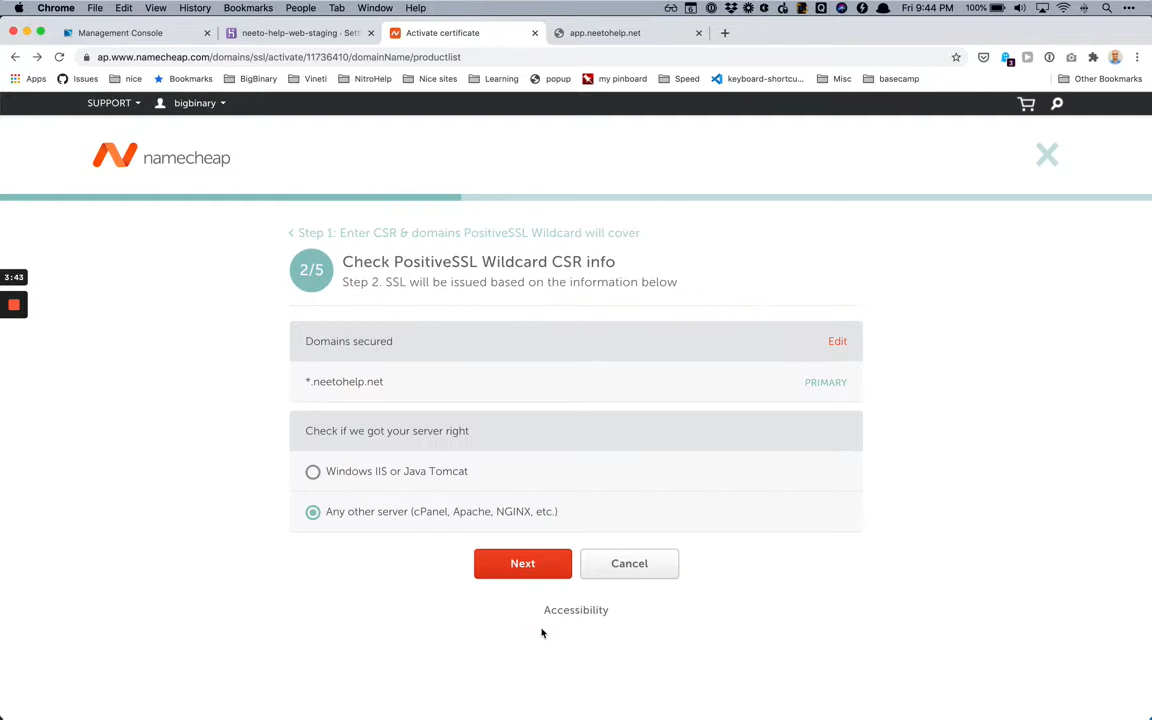 Chrome File Edit View History Bookmarks People Tab Window Help 100% Fri 9:44 PM
Management Console neeto-help-web-staging - Sett Activate certificate app.neetohelp.net
ap.www.namecheap.com/domains/ssl/activate/11736410/domainName/productlist
Apps Issues nice Bookmarks BigBinary Vineti NitroHelp Nice sites Learning popup my pinboard Speed keyboard-shortcu... Misc basecamp Other Bookmarks
SUPPORT bigbinary
namecheap
< Step 1: Enter CSR & domains PositiveSSL Wildcard will cover
2/5
Check PositiveSSL Wildcard CSR info
Step 2. SSL will be issued based on the information below
3:43
Domains secured Edit
*.neetohelp.net PRIMARY
Check if we got your server right
Windows IIS or Java Tomcat
Any other server (cPanel, Apache, NGINX, etc.)
Next Cancel
Accessibility